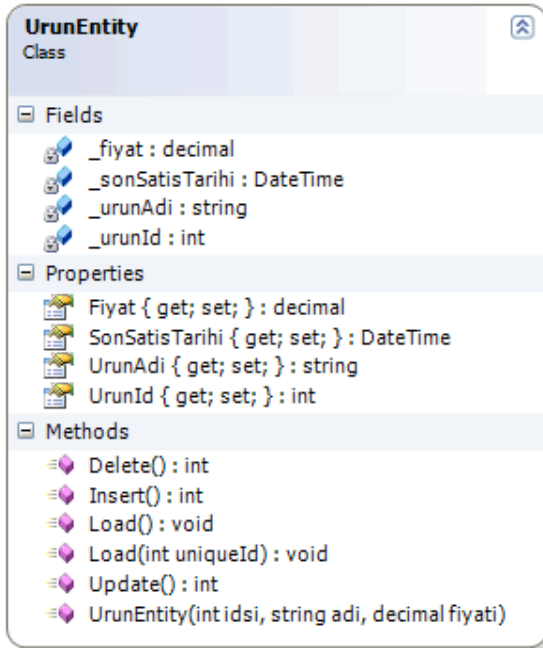 UrunEntity
Class
Fields
_fiyat : decimal
_sonSatisTarihi : DateTime
_urunAdi : string
_urunId : int
Properties
Fiyat { get; set; } : decimal
SonSatisTarihi { get; set; } : DateTime
UrunAdi { get; set; } : string
UrunId { get; set; } : int
Methods
Delete() : int
Insert() : int
Load() : void
Load(int uniqueId) : void
Update() : int
UrunEntity(int idsi, string adi, decimal fiyati)